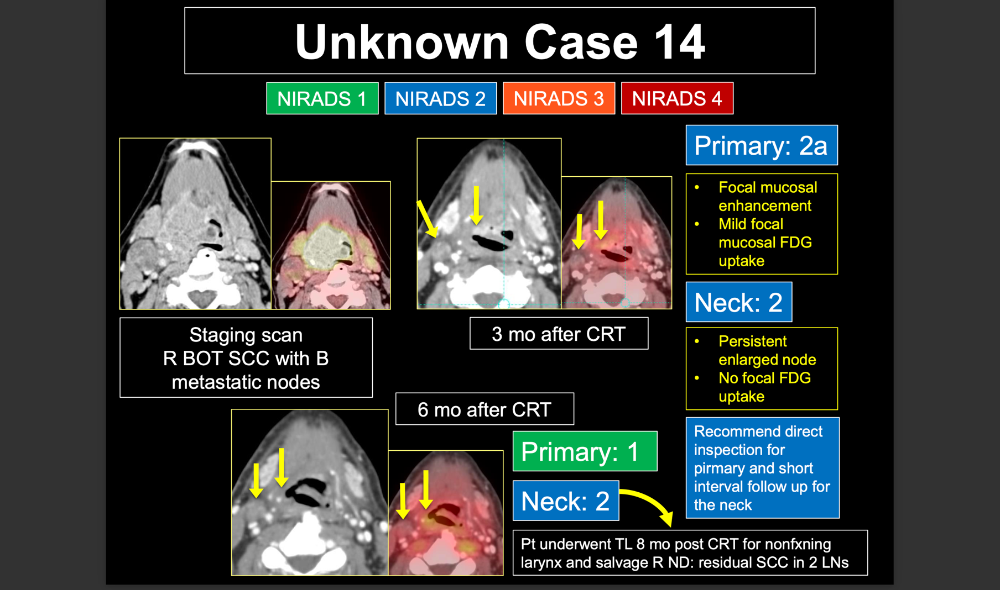 Unknown Case 14
NIRADS 1
NIRADS 2
NIRADS 3
NIRADS 4
Staging scan
R BOT SCC with B
metastatic nodes
3 mo after CRT
Primary: 2a
• Focal mucosal
enhancement
• Mild focal
mucosal FDG
uptake
Neck: 2
• Persistent
enlarged node
• No focal FDG
uptake
Recommend direct
inspection for
pirmary and short
interval follow up for
the neck
6 mo after CRT
Primary: 1
Neck: 2
Pt underwent TL 8 mo post CRT for nonfxning
larynx and salvage R ND: residual SCC in 2 LNs